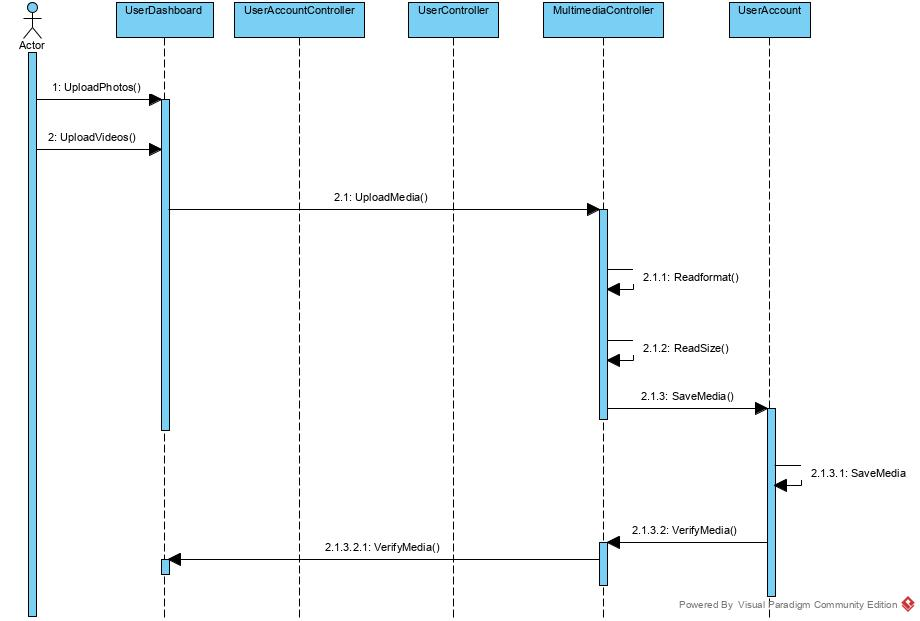 UserDashboard
UserAccountController
UserController
MultimediaController
UserAccount
Actor
1: UploadPhotos()
2: UploadVideos()
2.1: UploadMedia()
2.1.1: Readformat()
2.1.2: ReadSize()
2.1.3: SaveMedia()
2.1.3.1: SaveMedia
2.1.3.2: VerifyMedia()
2.1.3.2.1: VerifyMedia()
Powered By Visual Paradigm Community Edition